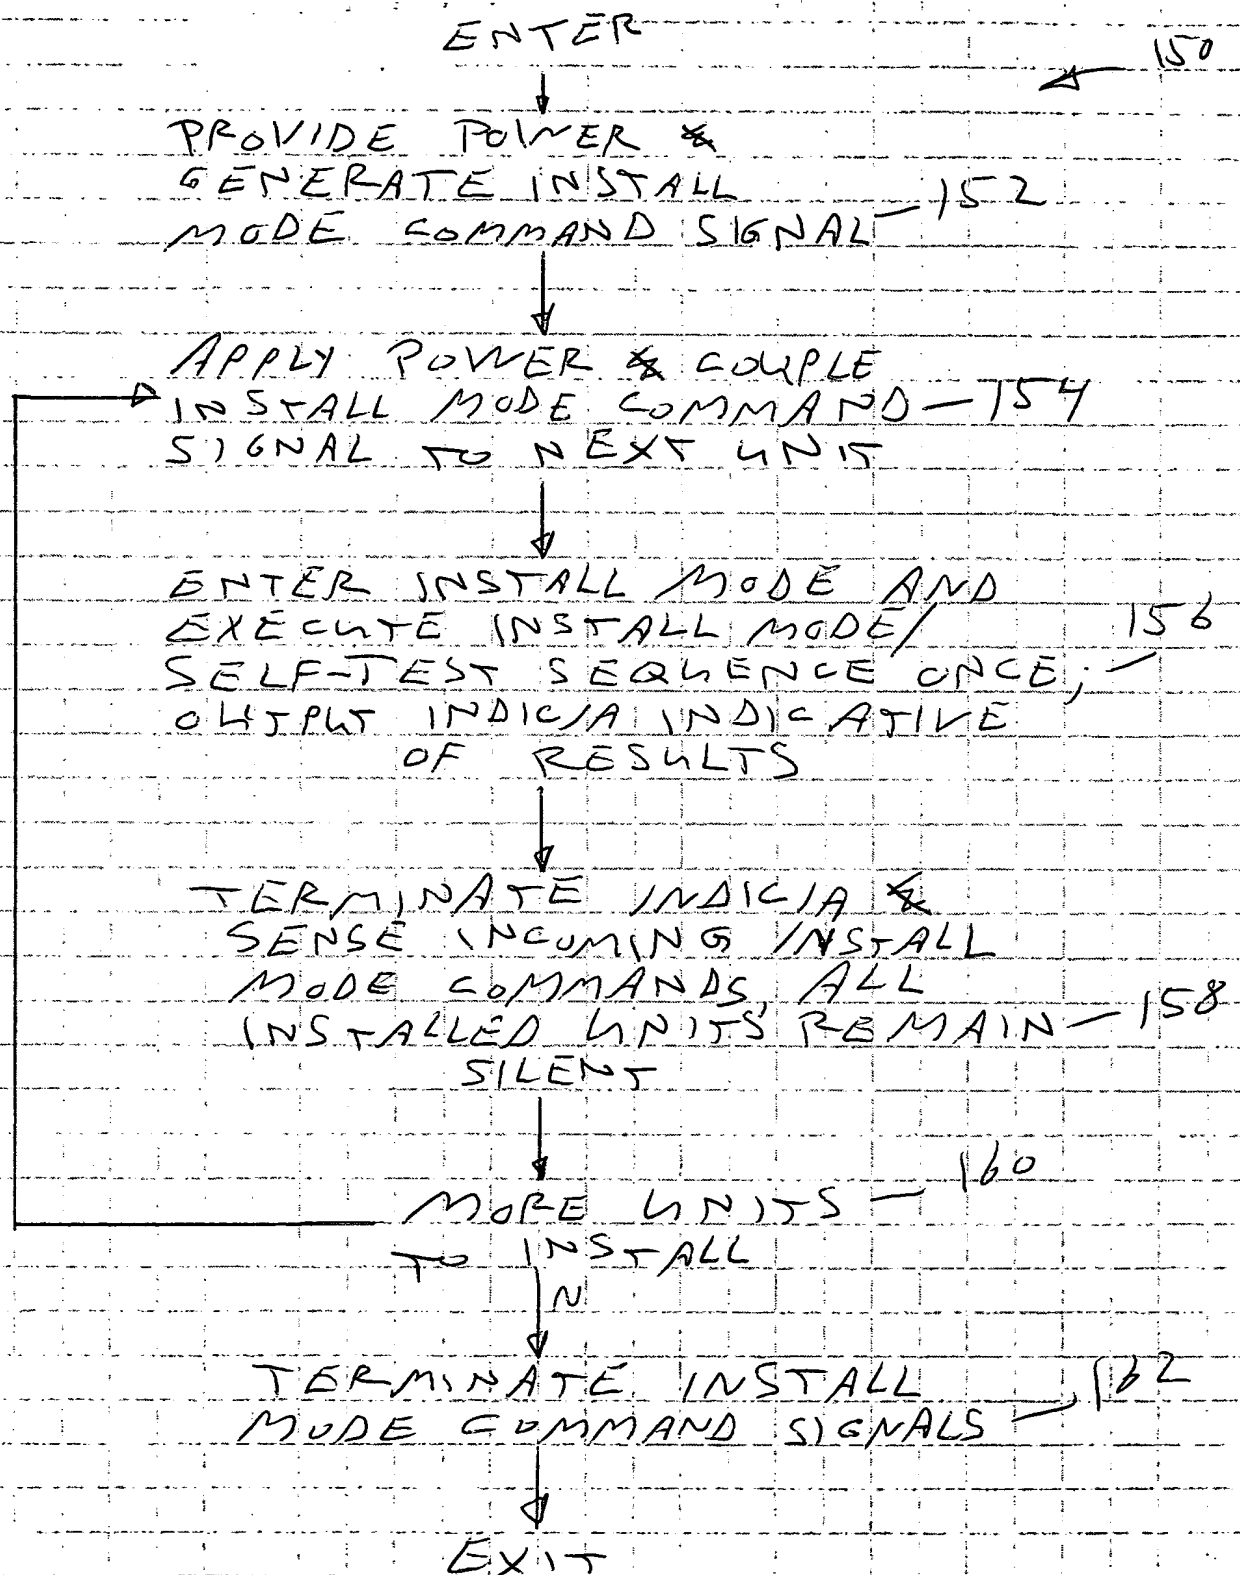 ENTER
150
PROVIDE POWER &
GENERATE INSTALL
MODE COMMAND SIGNAL 152
APPLY POWER & COUPLE
INSTALL MODE COMMAND 154
SIGNAL TO NEXT UNIT
ENTER INSTALL MODE AND
EXECUTE INSTALL MODE/
SELF-TEST SEQUENCE ONCE; 156
OUTPUT INDICIA INDICATIVE
OF RESULTS
TERMINATE INDICIA &
SENSE INCOMING INSTALL
MODE COMMANDS, ALL
INSTALLED UNITS REMAIN 158
SILENT
MORE UNITS 160
TO INSTALL
N
TERMINATE INSTALL 162
MODE COMMAND SIGNALS
EXIT